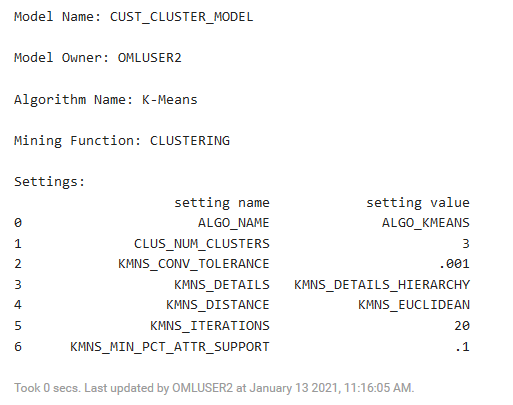 Model Name: CUST_CLUSTER_MODEL
Model Owner: OMLUSER2
Algorithm Name: K-Means
Mining Function: CLUSTERING
Settings:
setting name setting value
0 ALGO_NAME ALGO_KMEANS
1 CLUS_NUM_CLUSTERS 3
2 KMNS_CONV_TOLERANCE .001
3 KMNS_DETAILS KMNS_DETAILS_HIERARCHY
4 KMNS_DISTANCE KMNS_EUCLIDEAN
5 KMNS_ITERATIONS 20
6 KMNS_MIN_PCT_ATTR_SUPPORT .1
Took 0 secs. Last updated by OMLUSER2 at January 13 2021, 11:16:05 AM.